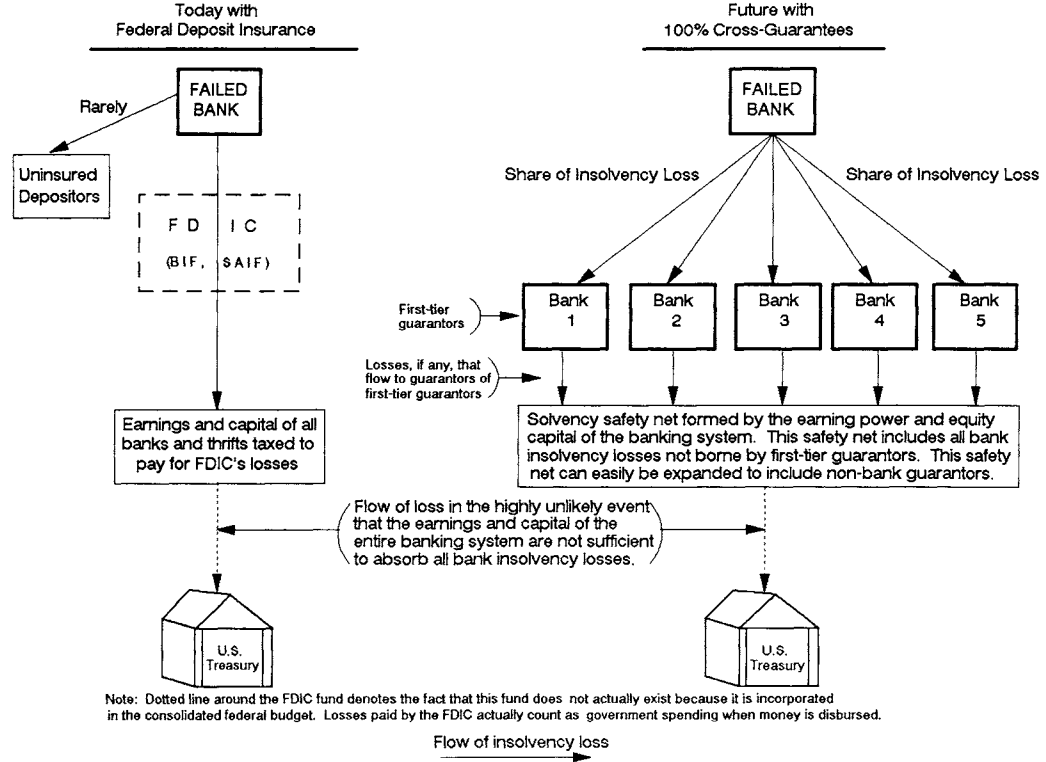 Today with
Federal Deposit Insurance
FAILED
BANK
Rarely
Uninsured
Depositors
F D I C
(BIF, SAIF)
Earnings and capital of all
banks and thrifts taxed to
pay for FDIC's losses
Future with
100% Cross-Guarantees
FAILED
BANK
Share of Insolvency Loss
Share of Insolvency Loss
First-tier
guarantors
Bank
1
Bank
2
Bank
3
Bank
4
Bank
5
Losses, if any, that
flow to guarantors of
first-tier guarantors
Solvency safety net formed by the earning power and equity
capital of the banking system. This safety net includes all bank
insolvency losses not borne by first-tier guarantors. This safety
net can easily be expanded to include non-bank guarantors.
Flow of loss in the highly unlikely event
that the earnings and capital of the
entire banking system are not sufficient
to absorb all bank insolvency losses.
U.S.
Treasury
U.S.
Treasury
Note: Dotted line around the FDIC fund denotes the fact that this fund does not actually exist because it is incorporated
in the consolidated federal budget. Losses paid by the FDIC actually count as government spending when money is disbursed.
Flow of insolvency loss